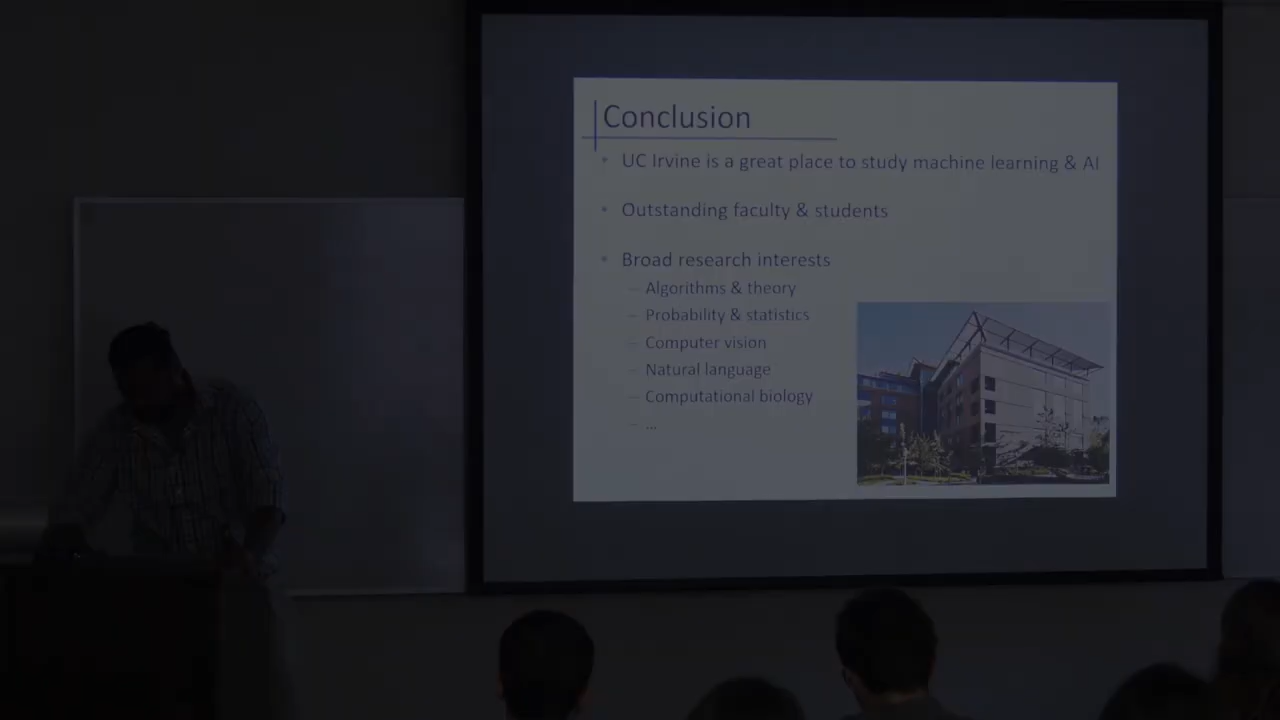 Conclusion
• UC Irvine is a great place to study machine learning & AI
• Outstanding faculty & students
• Broad research interests
– Algorithms & theory
– Probability & statistics
– Computer vision
– Natural language
– Computational biology
– ...